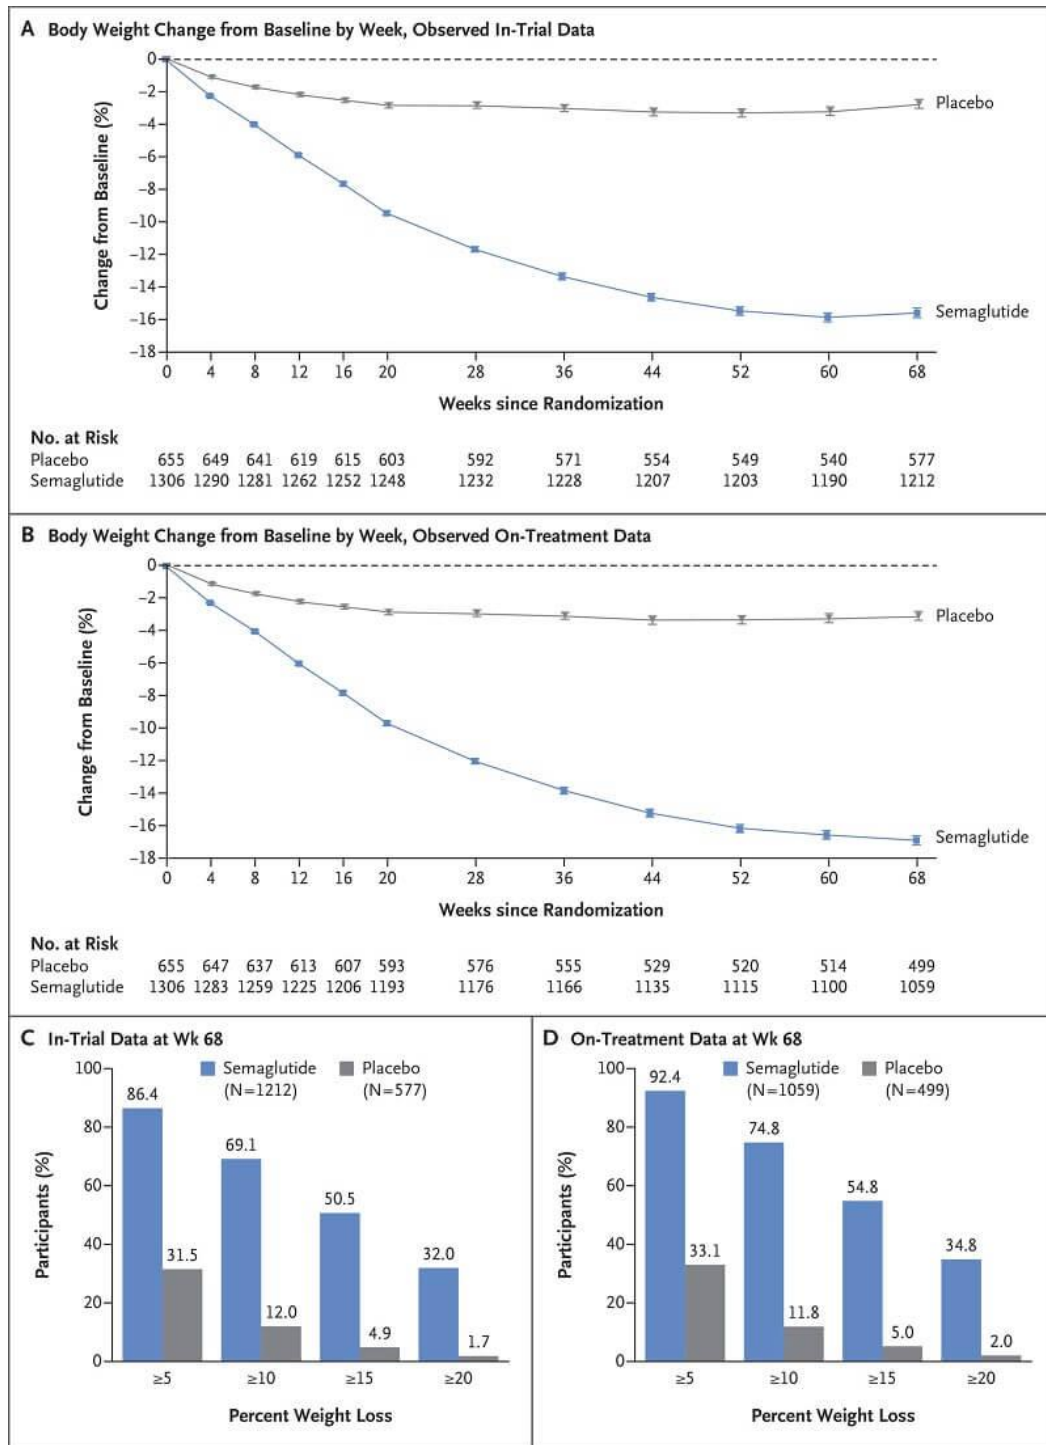 A Body Weight Change from Baseline by Week, Observed In-Trial Data
Change from Baseline (%)
0
–2
–4
–6
–8
–10
–12
–14
–16
–18
Placebo
Semaglutide
0 4 8 12 16 20 28 36 44 52 60 68
Weeks since Randomization
No. at Risk
Placebo 655 649 641 619 615 603 592 571 554 549 540 577
Semaglutide 1306 1290 1281 1262 1252 1248 1232 1228 1207 1203 1190 1212
B Body Weight Change from Baseline by Week, Observed On-Treatment Data
Change from Baseline (%)
0
–2
–4
–6
–8
–10
–12
–14
–16
–18
Placebo
Semaglutide
0 4 8 12 16 20 28 36 44 52 60 68
Weeks since Randomization
No. at Risk
Placebo 655 647 637 613 607 593 576 555 529 520 514 499
Semaglutide 1306 1283 1259 1225 1206 1193 1176 1166 1135 1115 1100 1059
C In-Trial Data at Wk 68
Semaglutide (N=1212)
Placebo (N=577)
Participants (%)
100
80
60
40
20
0
86.4
31.5
69.1
12.0
50.5
4.9
32.0
1.7
≥5 ≥10 ≥15 ≥20
Percent Weight Loss
D On-Treatment Data at Wk 68
Semaglutide (N=1059)
Placebo (N=499)
Participants (%)
100
80
60
40
20
0
92.4
33.1
74.8
11.8
54.8
5.0
34.8
2.0
≥5 ≥10 ≥15 ≥20
Percent Weight Loss